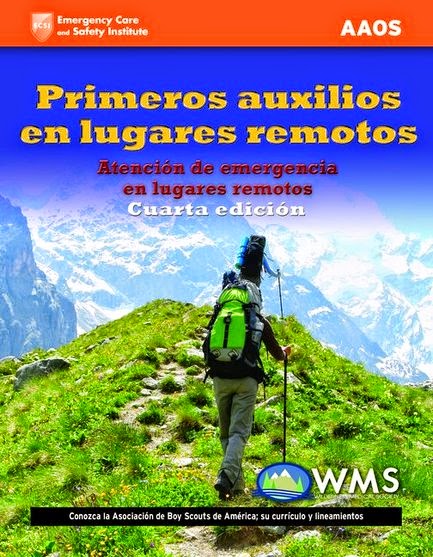 ECSI
Emergency Care
and Safety Institute
AAOS
Primeros auxilios
en lugares remotos
Atención de emergencia
en lugares remotos
Cuarta edición
WMS
Conozca la Asociación de Boy Scouts de América; su currículo y lineamientos